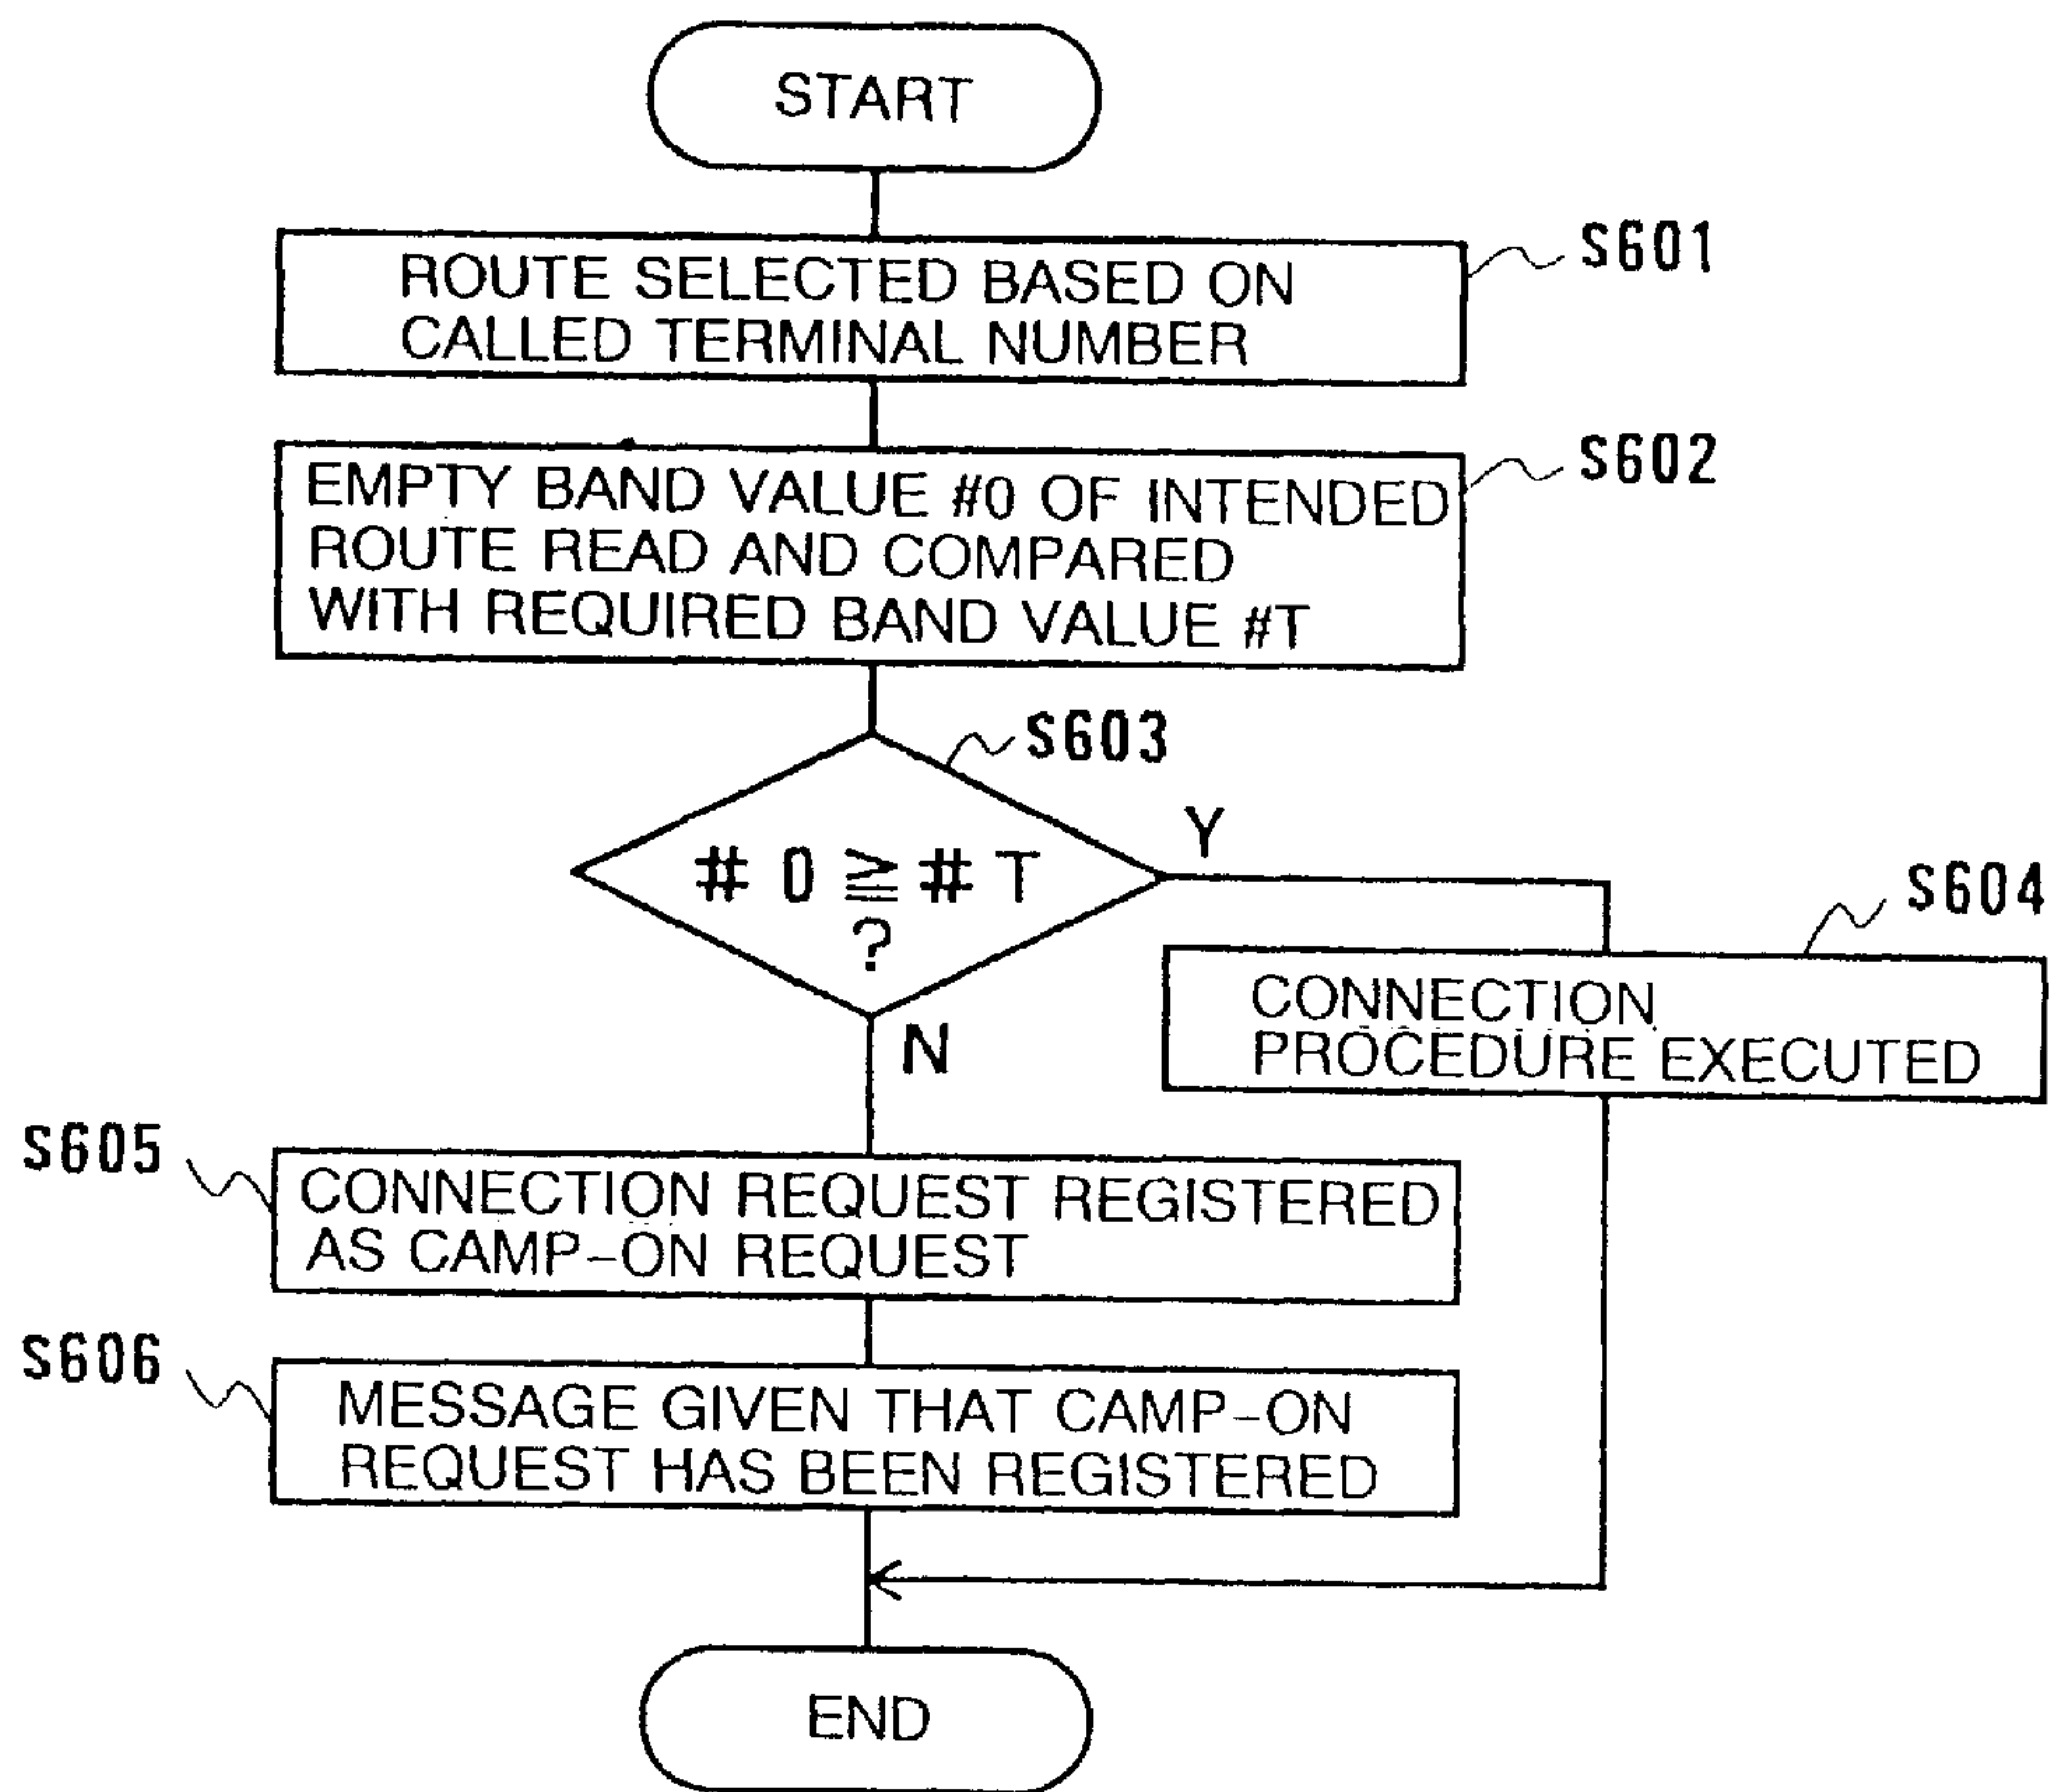 START
S601
ROUTE SELECTED BASED ON
CALLED TERMINAL NUMBER
S602
EMPTY BAND VALUE #0 OF INTENDED
ROUTE READ AND COMPARED
WITH REQUIRED BAND VALUE #T
S603
# 0 ≧ # T
?
Y
N
S604
CONNECTION
PROCEDURE EXECUTED
S605
CONNECTION REQUEST REGISTERED
AS CAMP-ON REQUEST
S606
MESSAGE GIVEN THAT CAMP-ON
REQUEST HAS BEEN REGISTERED
END